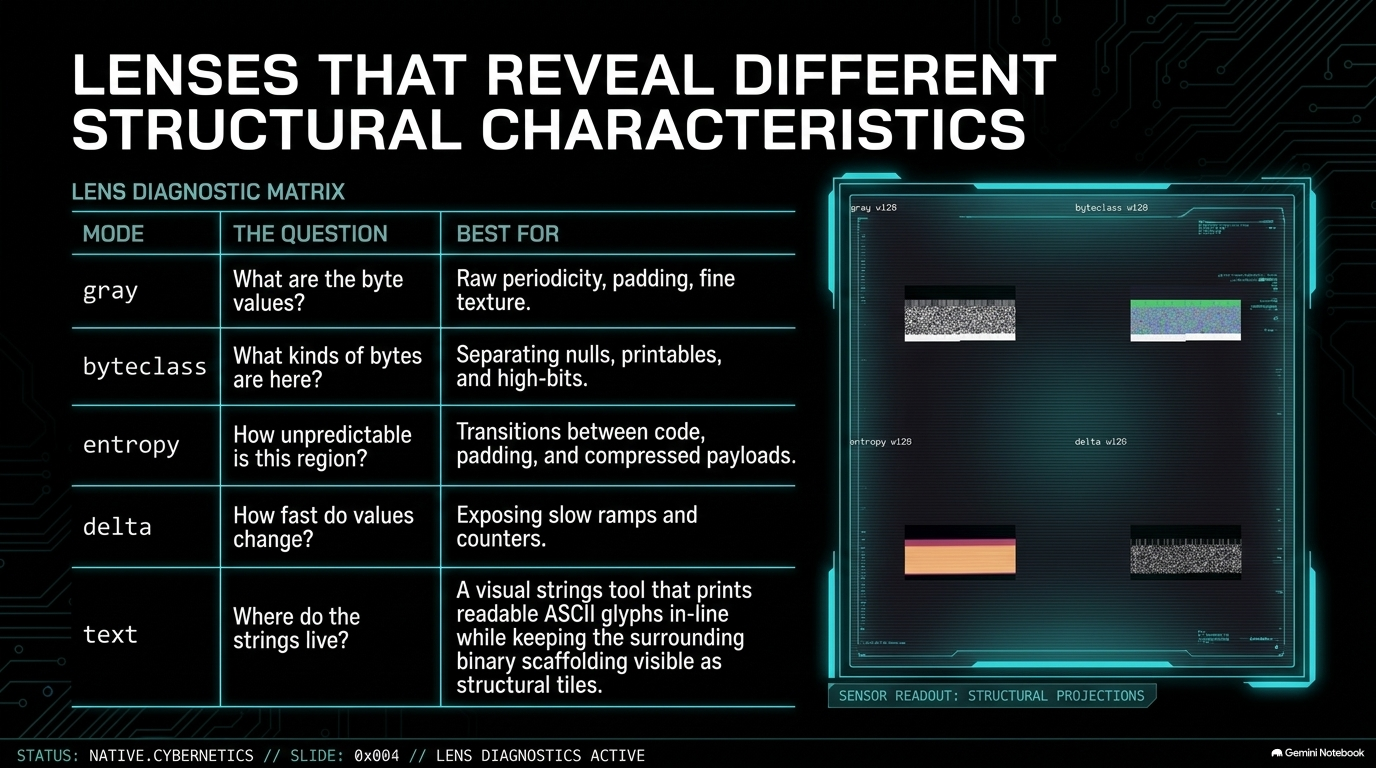 LENSES THAT REVEAL DIFFERENT
STRUCTURAL CHARACTERISTICS
LENS DIAGNOSTIC MATRIX
MODE
THE QUESTION
BEST FOR
gray
What are the byte
values?
Raw periodicity, padding, fine
texture.
byteclass
What kinds of bytes
are here?
Separating nulls, printables,
and high-bits.
entropy
How unpredictable
is this region?
Transitions between code,
padding, and compressed payloads.
delta
How fast do values
change?
Exposing slow ramps and
counters.
text
Where do the
strings live?
A visual strings tool that prints
readable ASCII glyphs in-line
while keeping the surrounding
binary scaffolding visible as
structural tiles.
gray w128
byteclass w128
entropy w128
delta w128
SENSOR READOUT: STRUCTURAL PROJECTIONS
STATUS: NATIVE.CYBERNETICS // SLIDE: 0x004 // LENS DIAGNOSTICS ACTIVE
Gemini Notebook